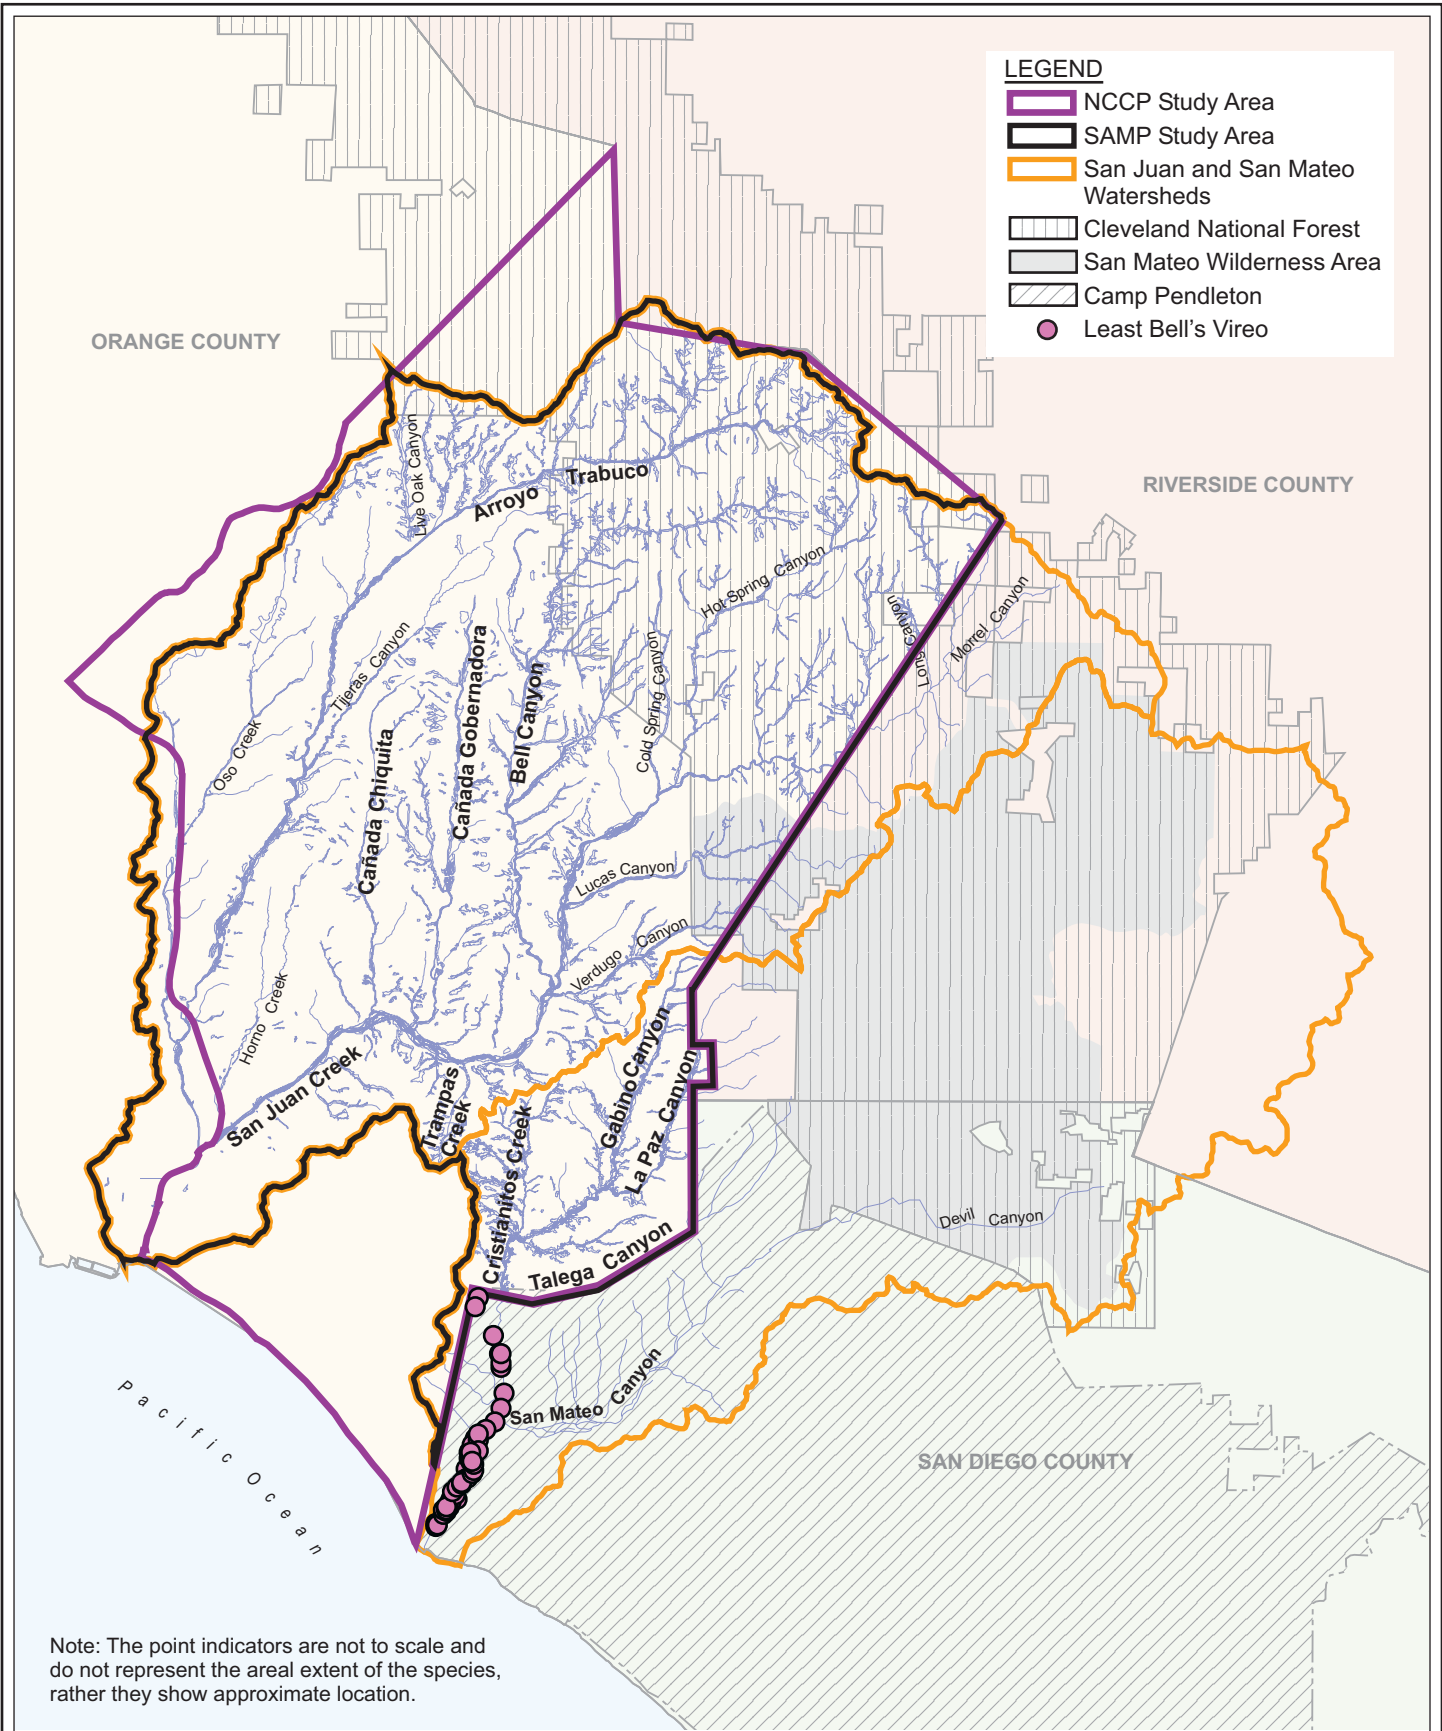 LEGEND
NCCP Study Area
SAMP Study Area
San Juan and San Mateo
Watersheds
Cleveland National Forest
San Mateo Wilderness Area
Camp Pendleton
Least Bell's Vireo
ORANGE COUNTY
RIVERSIDE COUNTY
Live Oak Canyon
Arroyo Trabuco
Hot Spring Canyon
Long Canyon
Morrel Canyon
Tijeras Canyon
Cañada Gobernadora
Bell Canyon
Cold Spring Canyon
Oso Creek
Cañada Chiquita
Lucas Canyon
Verdugo Canyon
Horno Creek
San Juan Creek
Trampas
Creek
Gabino Canyon
La Paz Canyon
Cristianitos Creek
Talega Canyon
Devil Canyon
San Mateo Canyon
Pacific Ocean
SAN DIEGO COUNTY
Note: The point indicators are not to scale and
do not represent the areal extent of the species,
rather they show approximate location.